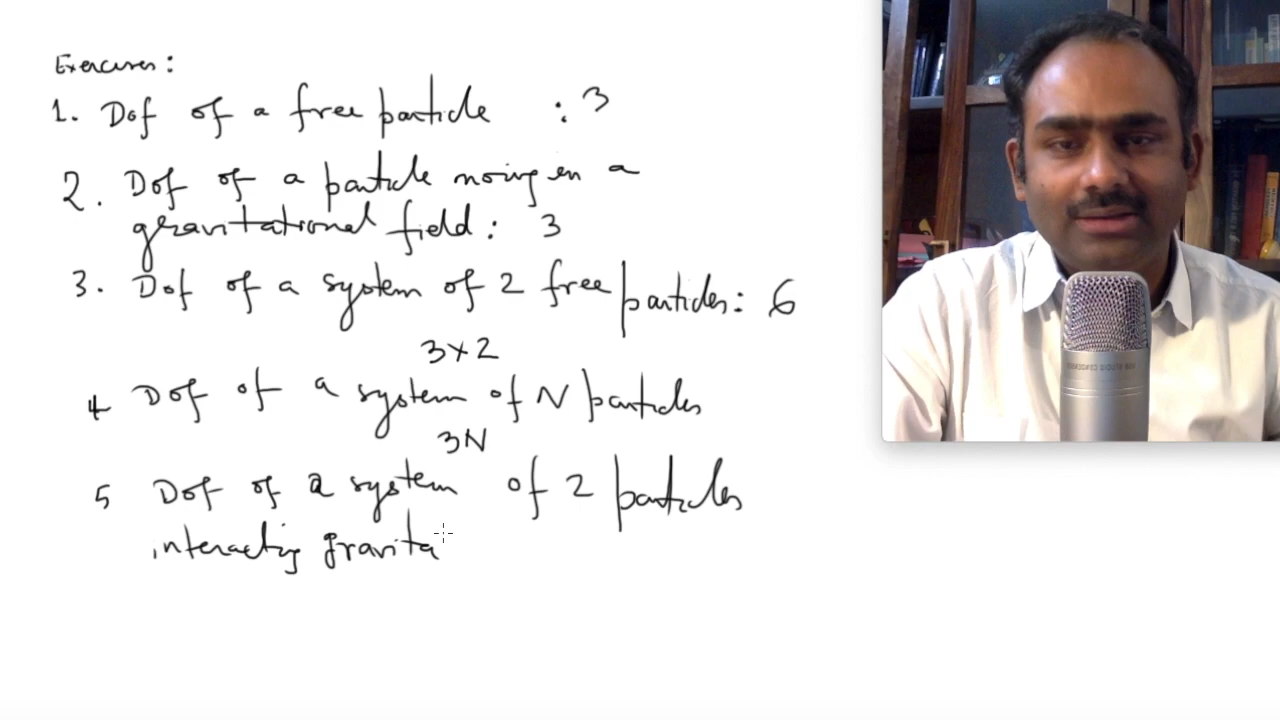 Exercises:
1. Dof of a free particle : 3
2. Dof of a particle moving in a
gravitational field: 3
3. Dof of a system of 2 free particles: 6
3x2
4 Dof of a system of N particles
3N
5 Dof of a system of 2 particles
interacting gravita